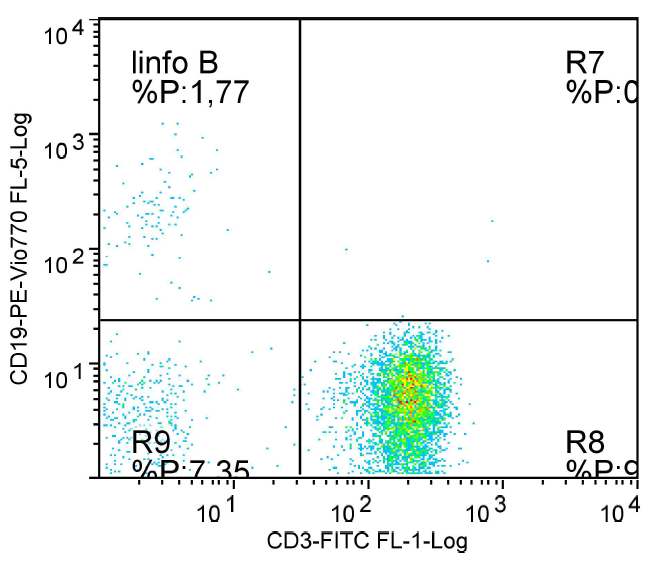 10⁴
linfo B
%P:1,77
R7
%P:0
10³
10²
10¹
R9
%P:7,35
R8
%P:9
10¹
10²
10³
10⁴
CD19-PE-Vio770 FL-5-Log
CD3-FITC FL-1-Log